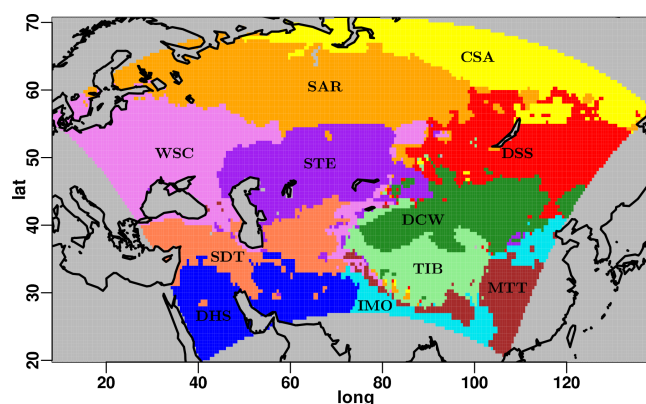 70
CSA
60
SAR
WSC
STE
DSS
50
lat
DCW
40
SDT
TIB
MTT
30
DHS
IMO
20
20 40 60 80 100 120
long